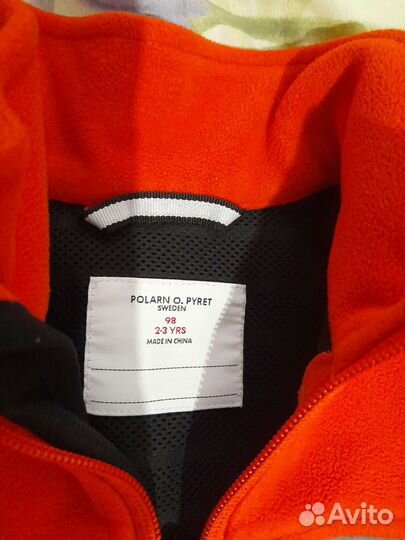 POLARN O. PYRET
SWEDEN
98
2-3 YRS
MADE IN CHINA
Avito